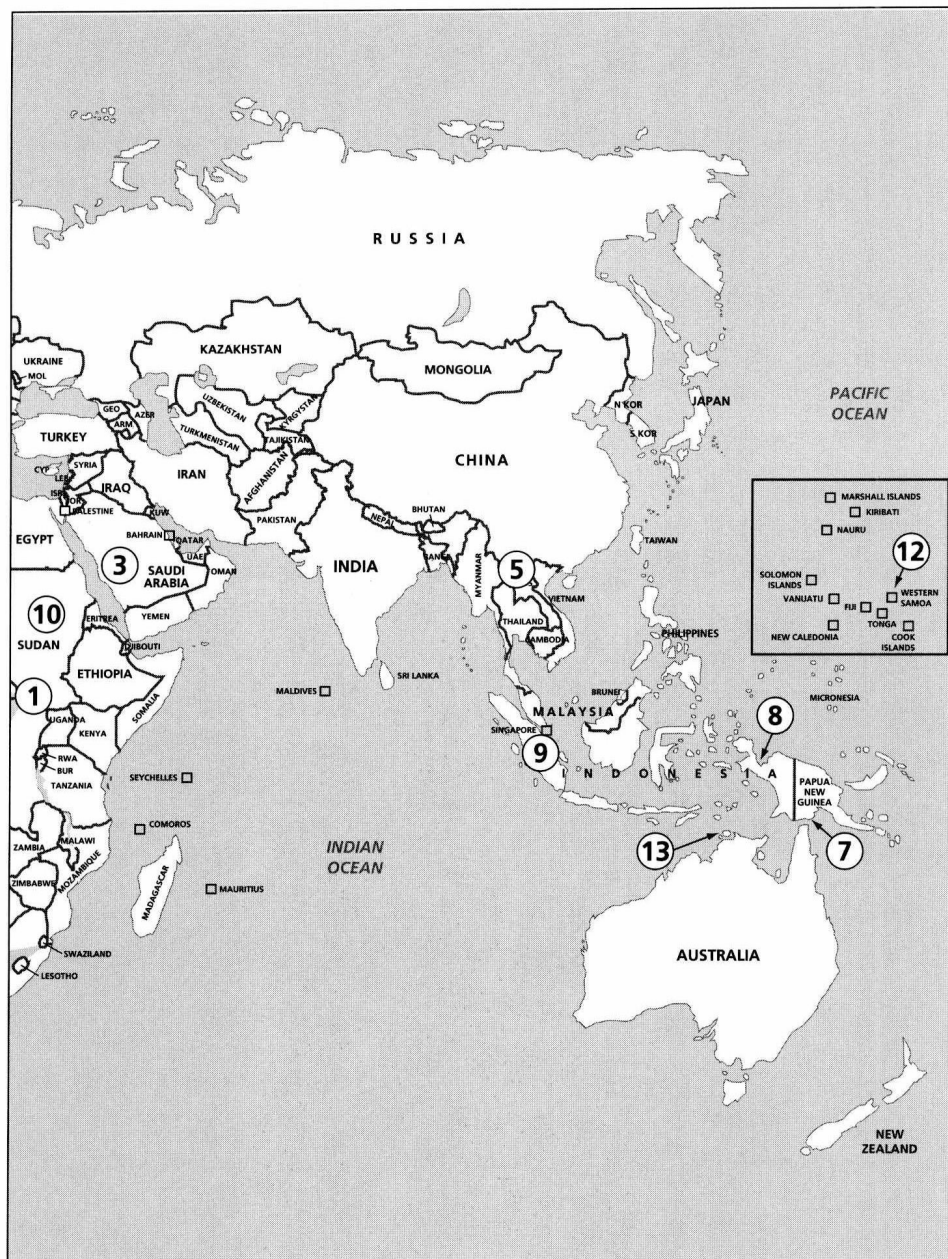 RUSSIA
UKRAINE
MOL
KAZAKHSTAN
MONGOLIA
GEO
AZER
ARM
UZBEKISTAN
KYRGYSTAN
TURKMENISTAN
TAJIKISTAN
TURKEY
N KOR
JAPAN
S KOR
PACIFIC
OCEAN
CYP
SYRIA
LEB
ISR
JOR
IRAQ
IRAN
AFGHANISTAN
CHINA
PALESTINE
KUW
EGYPT
BAHRAIN
QATAR
UAE
PAKISTAN
NEPAL
BHUTAN
BANG
TAIWAN
3
SAUDI
ARABIA
OMAN
INDIA
MYANMAR
5
VIETNAM
THAILAND
CAMBODIA
PHILIPPINES
MARSHALL ISLANDS
KIRIBATI
NAURU
12
SOLOMON
ISLANDS
WESTERN
SAMOA
VANUATU
FIJI
TONGA
NEW CALEDONIA
COOK
ISLANDS
10
SUDAN
ERITREA
YEMEN
DJIBOUTI
ETHIOPIA
SOMALIA
1
UGANDA
KENYA
MALDIVES
SRI LANKA
BRUNEI
MALAYSIA
SINGAPORE
9
MICRONESIA
8
RWA
BUR
TANZANIA
SEYCHELLES
INDONESIA
PAPUA
NEW
GUINEA
COMOROS
ZAMBIA
MALAWI
MOZAMBIQUE
ZIMBABWE
MADAGASCAR
MAURITIUS
INDIAN
OCEAN
13
7
SWAZILAND
LESOTHO
AUSTRALIA
NEW
ZEALAND